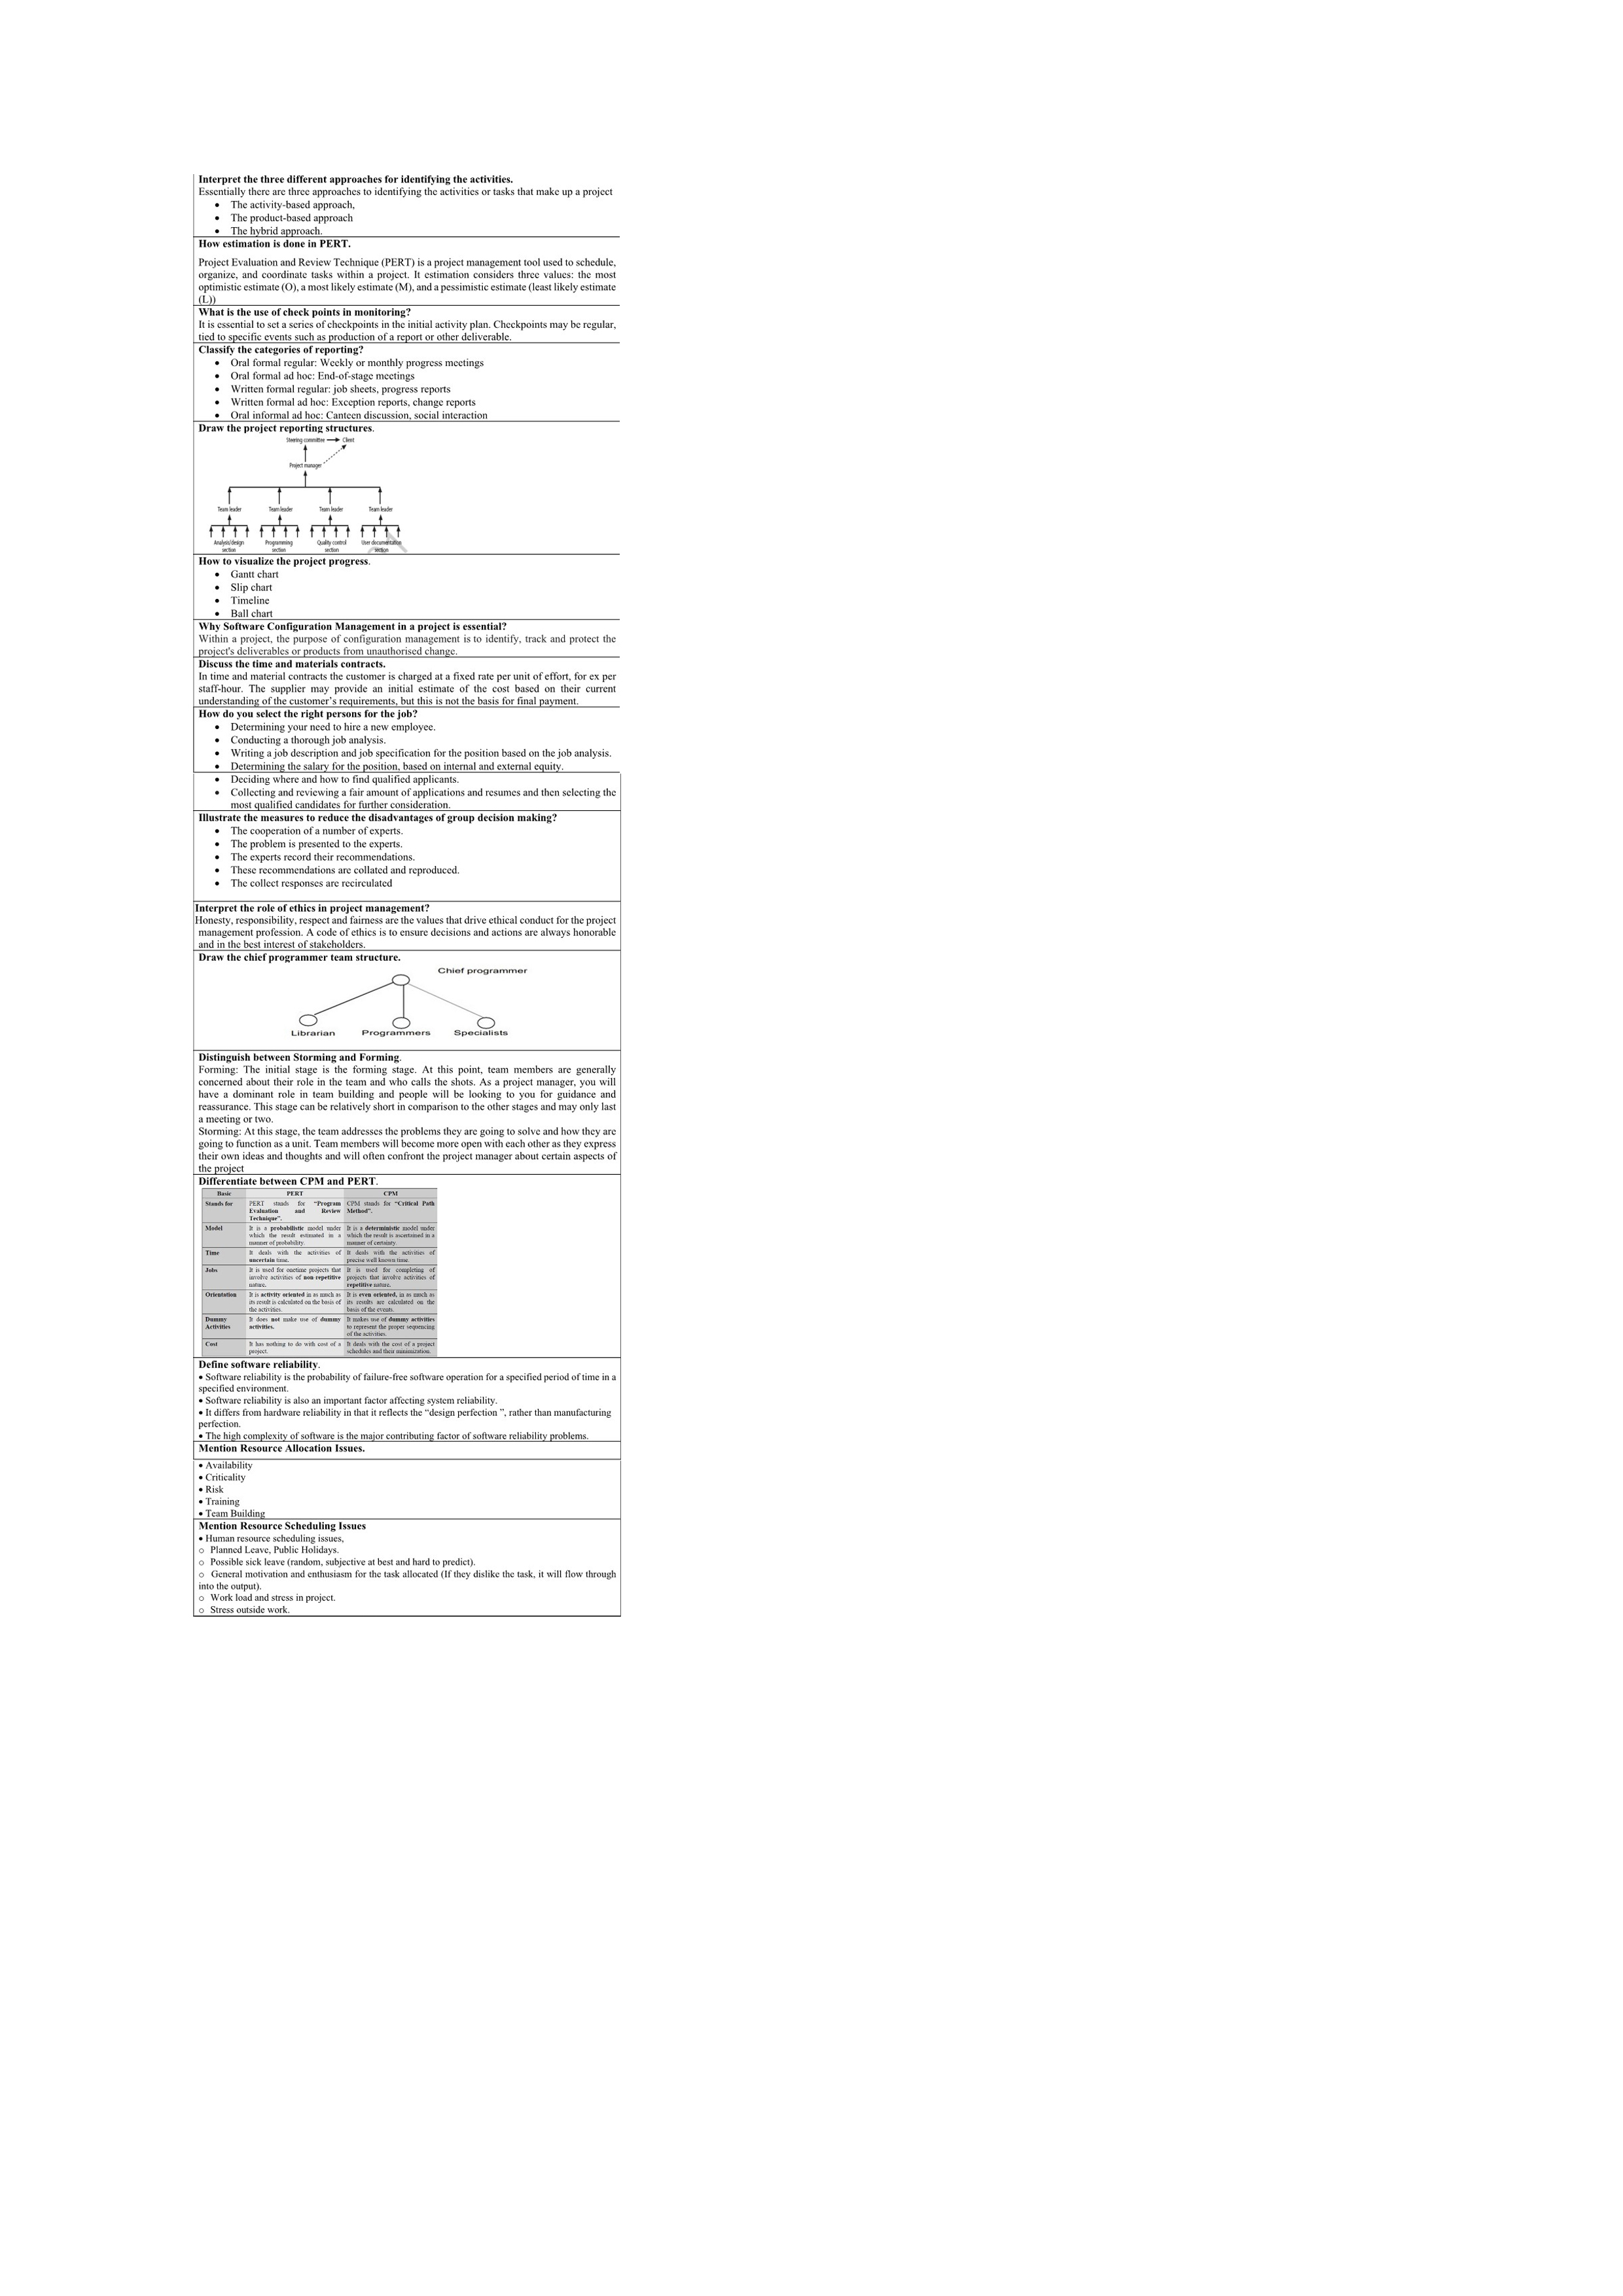 Interpret the three different approaches for identifying the activities.
Essentially there are three approaches to identifying the activities or tasks that make up a project
• The activity-based approach,
• The product-based approach
• The hybrid approach.
How estimation is done in PERT.
Project Evaluation and Review Technique (PERT) is a project management tool used to schedule,
organize, and coordinate tasks within a project. It estimation considers three values: the most
optimistic estimate (O), a most likely estimate (M), and a pessimistic estimate (least likely estimate
(L))
What is the use of check points in monitoring?
It is essential to set a series of checkpoints in the initial activity plan. Checkpoints may be regular,
tied to specific events such as production of a report or other deliverable.
Classify the categories of reporting?
• Oral formal regular: Weekly or monthly progress meetings
• Oral formal ad hoc: End-of-stage meetings
• Written formal regular: job sheets, progress reports
• Written formal ad hoc: Exception reports, change reports
• Oral informal ad hoc: Canteen discussion, social interaction
Draw the project reporting structures.
Steering committee Client
Project manager
Team leader Team leader Team leader Team leader
Analysis/design section
Programming section
Quality control section
User documentation section
How to visualize the project progress.
• Gantt chart
• Slip chart
• Timeline
• Ball chart
Why Software Configuration Management in a project is essential?
Within a project, the purpose of configuration management is to identify, track and protect the
project's deliverables or products from unauthorised change.
Discuss the time and materials contracts.
In time and material contracts the customer is charged at a fixed rate per unit of effort, for ex per
staff-hour. The supplier may provide an initial estimate of the cost based on their current
understanding of the customer's requirements, but this is not the basis for final payment.
How do you select the right persons for the job?
• Determining your need to hire a new employee.
• Conducting a thorough job analysis.
• Writing a job description and job specification for the position based on the job analysis.
• Determining the salary for the position, based on internal and external equity.
• Deciding where and how to find qualified applicants.
• Collecting and reviewing a fair amount of applications and resumes and then selecting the
most qualified candidates for further consideration.
Illustrate the measures to reduce the disadvantages of group decision making?
• The cooperation of a number of experts.
• The problem is presented to the experts.
• The experts record their recommendations.
• These recommendations are collated and reproduced.
• The collect responses are recirculated
Interpret the role of ethics in project management?
Honesty, responsibility, respect and fairness are the values that drive ethical conduct for the project
management profession. A code of ethics is to ensure decisions and actions are always honorable
and in the best interest of stakeholders.
Draw the chief programmer team structure.
Chief programmer
Librarian Programmers Specialists
Distinguish between Storming and Forming.
Forming: The initial stage is the forming stage. At this point, team members are generally
concerned about their role in the team and who calls the shots. As a project manager, you will
have a dominant role in team building and people will be looking to you for guidance and
reassurance. This stage can be relatively short in comparison to the other stages and may only last
a meeting or two.
Storming: At this stage, the team addresses the problems they are going to solve and how they are
going to function as a unit. Team members will become more open with each other as they express
their own ideas and thoughts and will often confront the project manager about certain aspects of
the project
Differentiate between CPM and PERT.
Basic PERT CPM
Stands for
PERT stands for “Program
Evaluation and Review
Technique”.
CPM stands for “Critical Path
Method”.
Model
It is a probabilistic model under
which the result estimated in a
manner of probability.
It is a deterministic model under
which the result is ascertained in a
manner of certainty.
Time
It deals with the activities of
uncertain time.
It deals with the activities of
precise well known time.
Jobs
It is used for onetime projects that
involve activities of non-repetitive
nature.
It is used for completing of
projects that involve activities of
repetitive nature.
Orientation
It is activity oriented in as much as
its result is calculated on the basis of
the activities.
It is even oriented, in as much as
its results are calculated on the
basis of the events.
Dummy
Activities
It does not make use of dummy
activities.
It makes use of dummy activities
to represent the proper sequencing
of the activities.
Cost
It has nothing to do with cost of a
project.
It deals with the cost of a project
schedules and their minimization.
Define software reliability.
• Software reliability is the probability of failure-free software operation for a specified period of time in a
specified environment.
• Software reliability is also an important factor affecting system reliability.
• It differs from hardware reliability in that it reflects the “design perfection ”, rather than manufacturing
perfection.
• The high complexity of software is the major contributing factor of software reliability problems.
Mention Resource Allocation Issues.
• Availability
• Criticality
• Risk
• Training
• Team Building
Mention Resource Scheduling Issues
• Human resource scheduling issues,
o Planned Leave, Public Holidays.
o Possible sick leave (random, subjective at best and hard to predict).
o General motivation and enthusiasm for the task allocated (If they dislike the task, it will flow through
into the output).
o Work load and stress in project.
o Stress outside work.